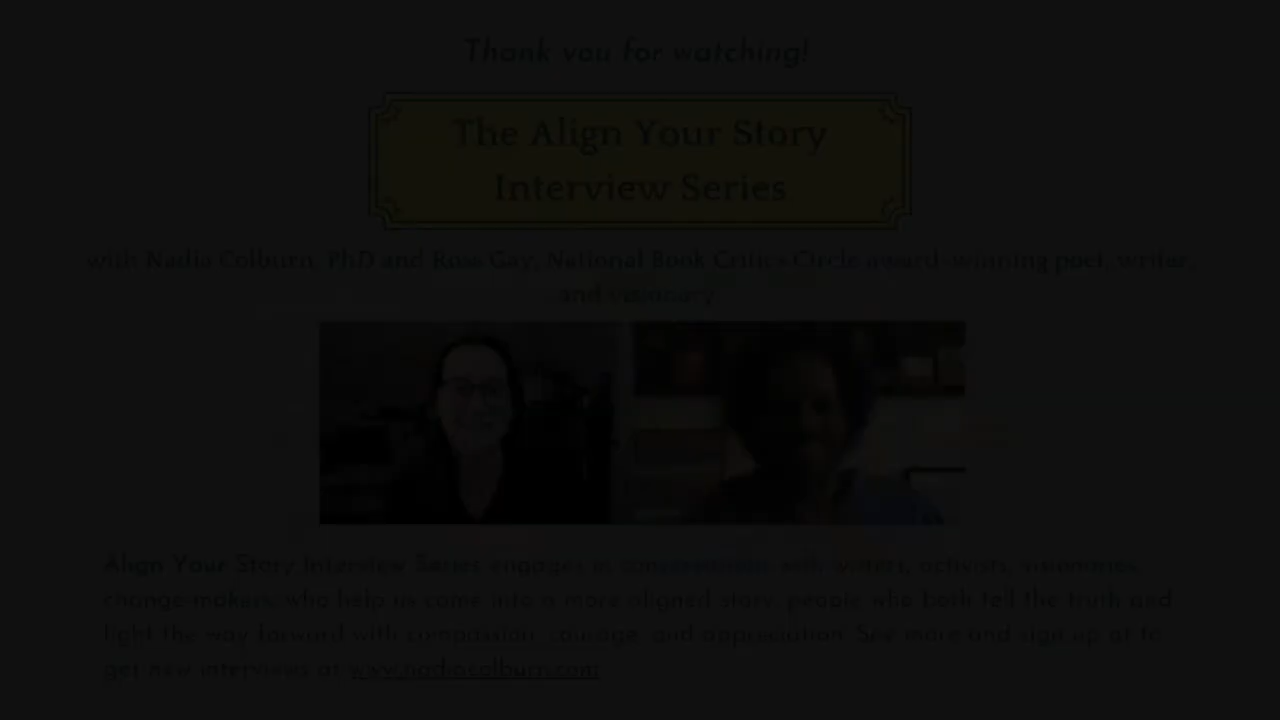 Thank you for watching!
The Align Your Story
Interview Series
with Nadia Colburn, PhD and Ross Gay, National Book Critics Circle award-winning poet, writer,
and visionary
Align Your Story Interview Series engages in conversations with writers, activists, visionaries,
change-makers who help us come into a more aligned story, people who both tell the truth and
light the way forward with compassion, courage, and appreciation. See more and sign up at to
get new interviews at www.nadiacolburn.com